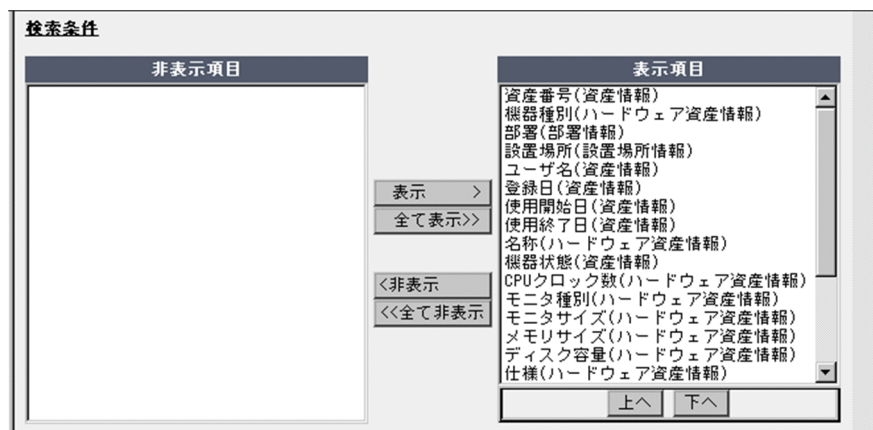 検索条件
非表示項目
表示 >
全て表示>>
<非表示
<<全て非表示
表示項目
資産番号(資産情報)
機器種別(ハードウェア資産情報)
部署(部署情報)
設置場所(設置場所情報)
ユーザ名(資産情報)
登録日(資産情報)
使用開始日(資産情報)
使用終了日(資産情報)
名称(ハードウェア資産情報)
機器状態(資産情報)
CPUクロック数(ハードウェア資産情報)
モニタ種別(ハードウェア資産情報)
モニタサイズ(ハードウェア資産情報)
メモリサイズ(ハードウェア資産情報)
ディスク容量(ハードウェア資産情報)
仕様(ハードウェア資産情報)
上へ 下へ